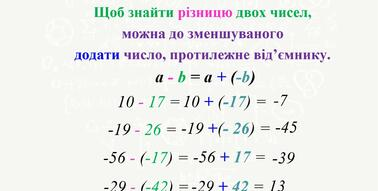 Щоб знайти різницю двох чисел,
можна до зменшуваного
додати число, протилежне від’ємнику.
a - b = a + (-b)
10 - 17 = 10 + (-17) = -7
-19 - 26 = -19 +(- 26) = -45
-56 - (-17) = -56 + 17 = -39
-29 - (-42) = -29 + 42 = 13